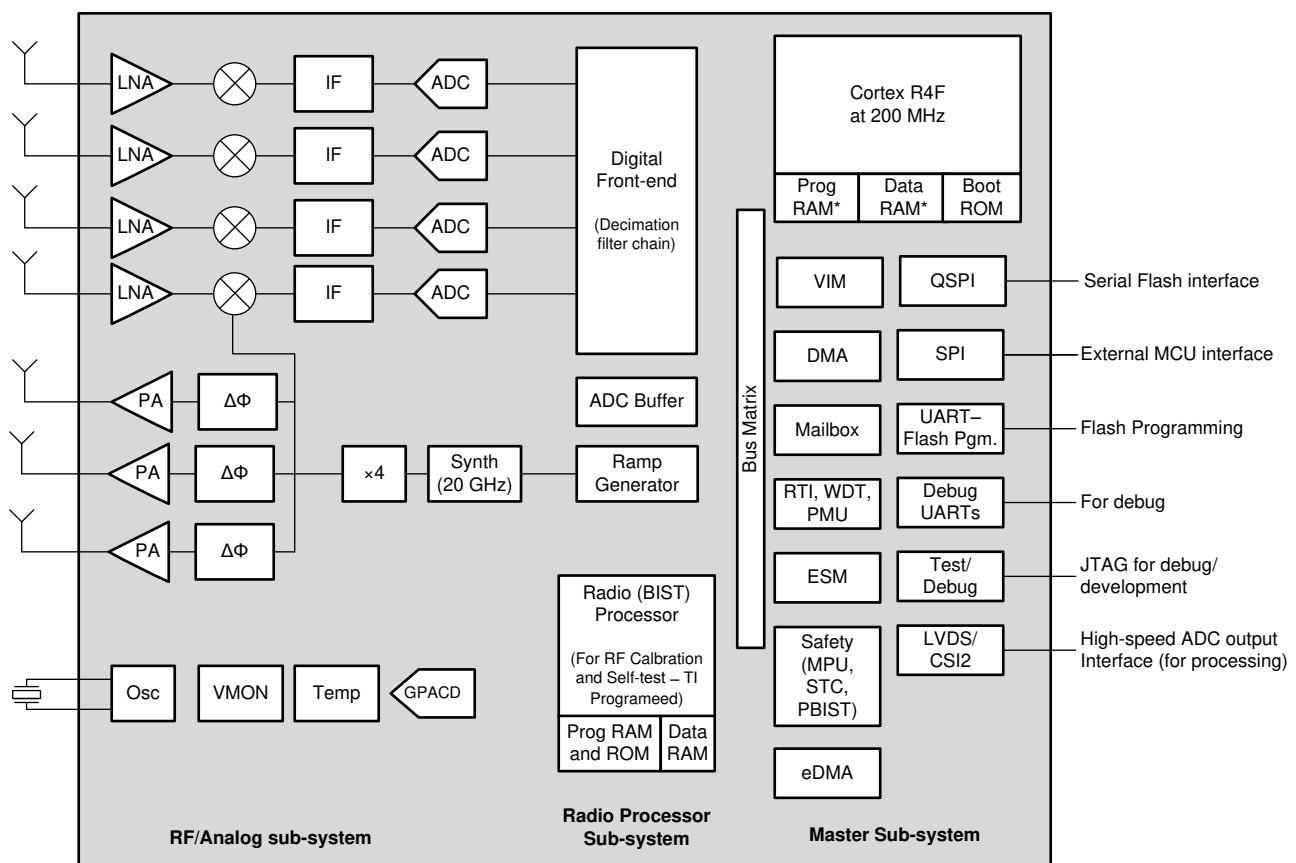 LNA
IF
ADC
LNA
IF
ADC
LNA
IF
ADC
LNA
IF
ADC
Digital
Front-end
(Decimation
filter chain)
PA
ΔΦ
PA
ΔΦ
PA
ΔΦ
×4
Synth
(20 GHz)
ADC Buffer
Ramp
Generator
Osc
VMON
Temp
GPACD
RF/Analog sub-system
Radio (BIST)
Processor
(For RF Calbration
and Self-test – TI
Programeed)
Prog RAM
and ROM
Data
RAM
Radio Processor
Sub-system
Bus Matrix
Cortex R4F
at 200 MHz
Prog
RAM*
Data
RAM*
Boot
ROM
VIM
QSPI
Serial Flash interface
DMA
SPI
External MCU interface
Mailbox
UART–
Flash Pgm.
Flash Programming
RTI, WDT,
PMU
Debug
UARTs
For debug
ESM
Test/
Debug
JTAG for debug/
development
Safety
(MPU,
STC,
PBIST)
LVDS/
CSI2
High-speed ADC output
Interface (for processing)
eDMA
Master Sub-system